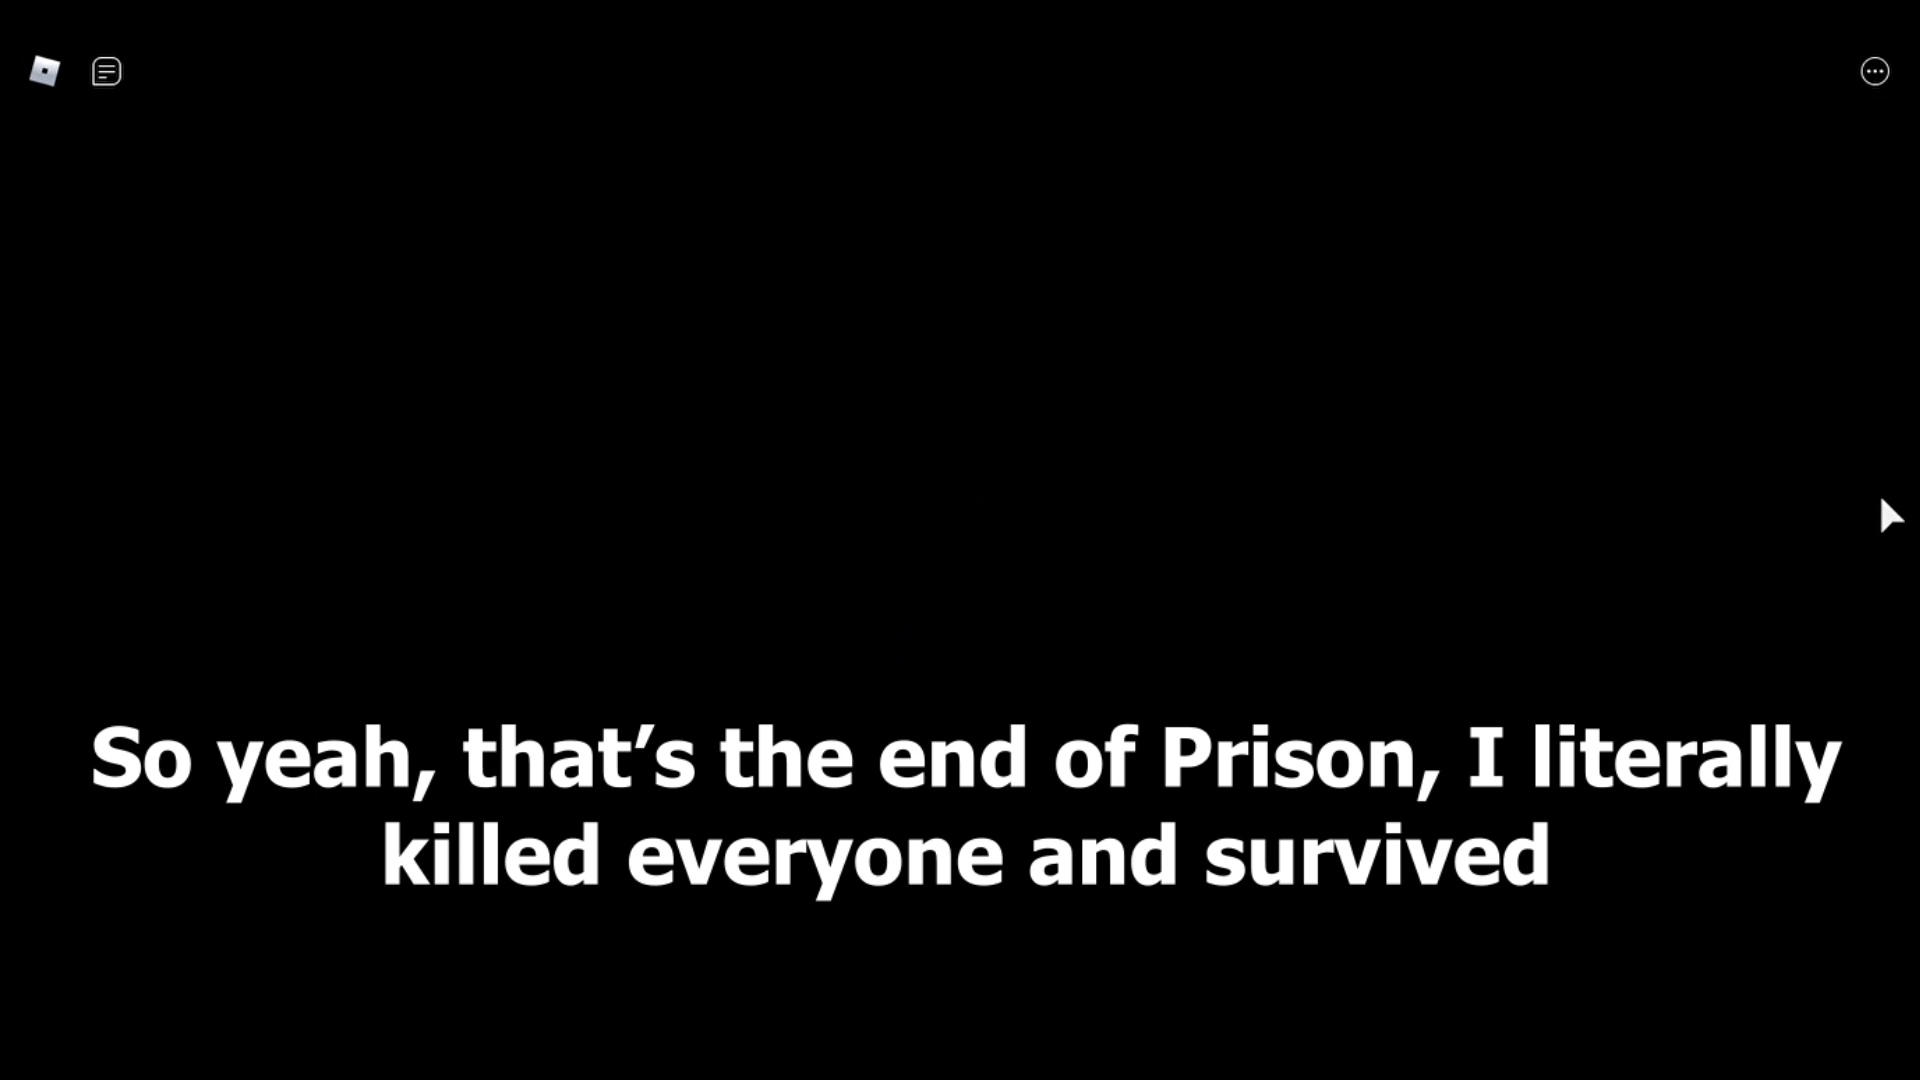 So yeah, that’s the end of Prison, I literally
killed everyone and survived